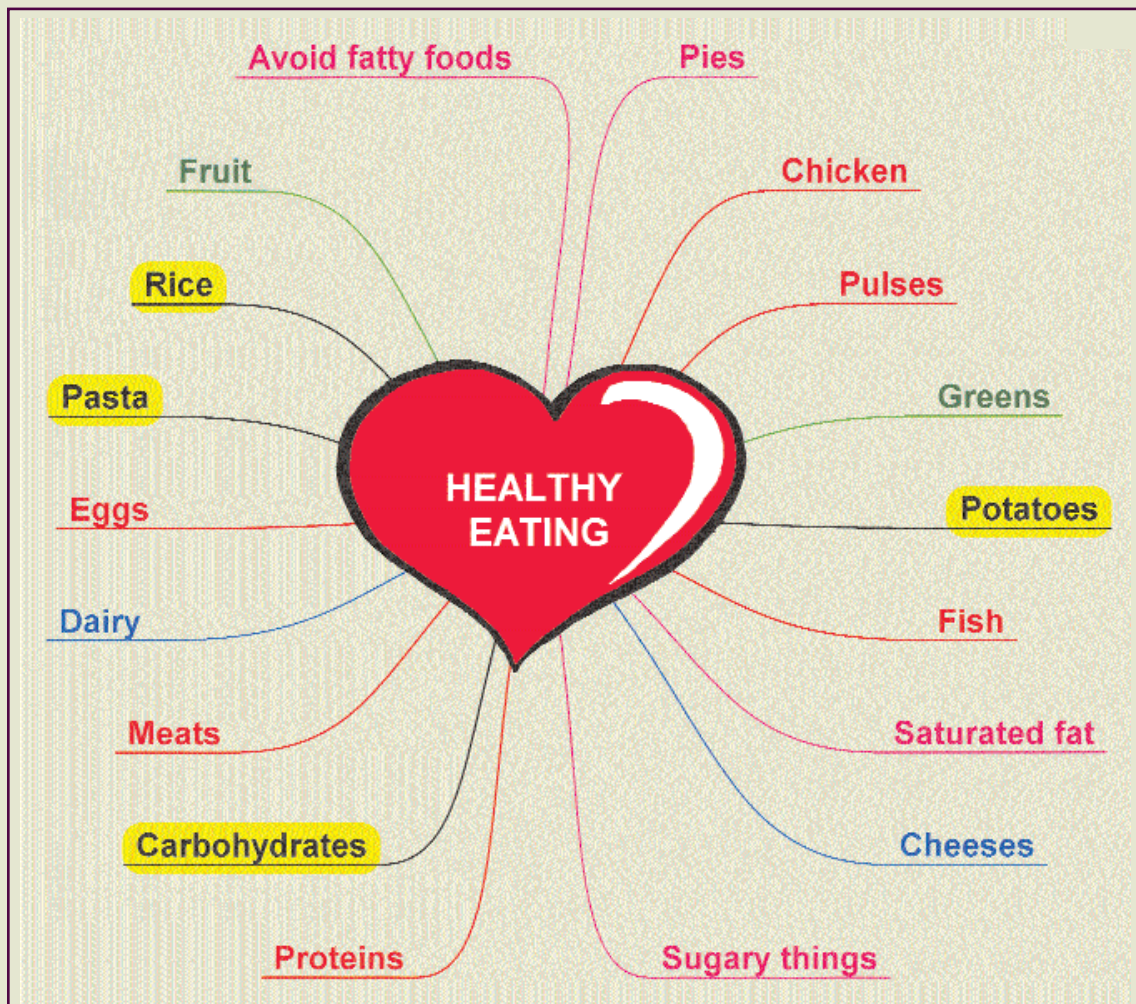 Avoid fatty foods
Pies
Fruit
Chicken
Rice
Pulses
Pasta
Greens
HEALTHY
EATING
Eggs
Potatoes
Dairy
Fish
Meats
Saturated fat
Carbohydrates
Cheeses
Proteins
Sugary things